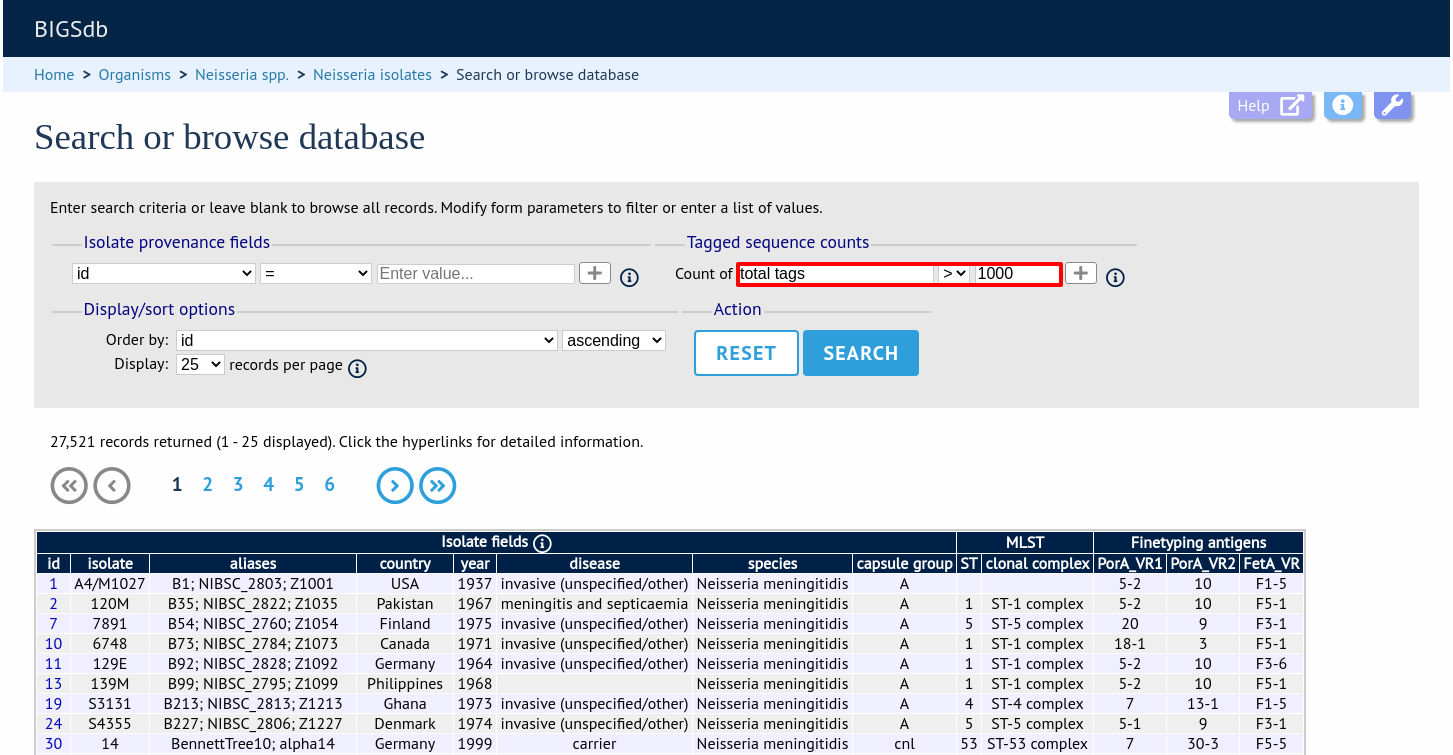 BIGSdb
Home > Organisms > Neisseria spp. > Neisseria isolates > Search or browse database
Help
Search or browse database
Enter search criteria or leave blank to browse all records. Modify form parameters to filter or enter a list of values.
Isolate provenance fields
Tagged sequence counts
id = Enter value... +
Count of total tags > 1000 +
Display/sort options
Action
Order by: id ascending
Display: 25 records per page
RESET SEARCH
27,521 records returned (1 - 25 displayed). Click the hyperlinks for detailed information.
1 2 3 4 5 6
Isolate fields MLST Finetyping antigens
id isolate aliases country year disease species capsule group ST clonal complex PorA_VR1 PorA_VR2 FetA_VR
1 A4/M1027 B1; NIBSC_2803; Z1001 USA 1937 invasive (unspecified/other) Neisseria meningitidis A 5-2 10 F1-5
2 120M B35; NIBSC_2822; Z1035 Pakistan 1967 meningitis and septicaemia Neisseria meningitidis A 1 ST-1 complex 5-2 10 F5-1
7 7891 B54; NIBSC_2760; Z1054 Finland 1975 invasive (unspecified/other) Neisseria meningitidis A 5 ST-5 complex 20 9 F3-1
10 6748 B73; NIBSC_2784; Z1073 Canada 1971 invasive (unspecified/other) Neisseria meningitidis A 1 ST-1 complex 18-1 3 F5-1
11 129E B92; NIBSC_2828; Z1092 Germany 1964 invasive (unspecified/other) Neisseria meningitidis A 1 ST-1 complex 5-2 10 F3-6
13 139M B99; NIBSC_2795; Z1099 Philippines 1968 Neisseria meningitidis A 1 ST-1 complex 5-2 10 F5-1
19 S3131 B213; NIBSC_2813; Z1213 Ghana 1973 invasive (unspecified/other) Neisseria meningitidis A 4 ST-4 complex 7 13-1 F1-5
24 S4355 B227; NIBSC_2806; Z1227 Denmark 1974 invasive (unspecified/other) Neisseria meningitidis A 5 ST-5 complex 5-1 9 F3-1
30 14 BennettTree10; alpha14 Germany 1999 carrier Neisseria meningitidis cnl 53 ST-53 complex 7 30-3 F5-5